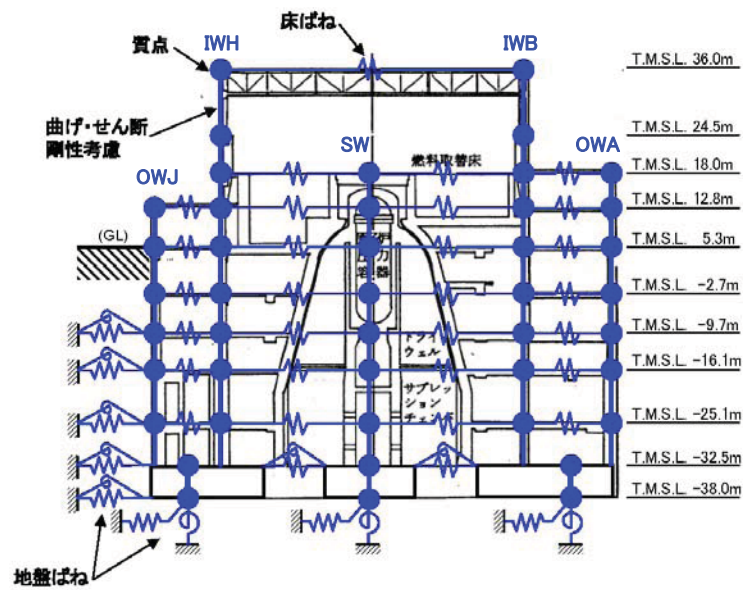 床ばね
質点
IWH
IWB
T.M.S.L. 36.0m
曲げ・せん断
剛性考慮
T.M.S.L. 24.5m
SW
燃料取替床
OWA
T.M.S.L. 18.0m
OWJ
T.M.S.L. 12.8m
(GL)
T.M.S.L. 5.3m
T.M.S.L. -2.7m
T.M.S.L. -9.7m
ドライ
ウェル
T.M.S.L. -16.1m
サプレッ
ション
T.M.S.L. -25.1m
T.M.S.L. -32.5m
T.M.S.L. -38.0m
地盤ばね